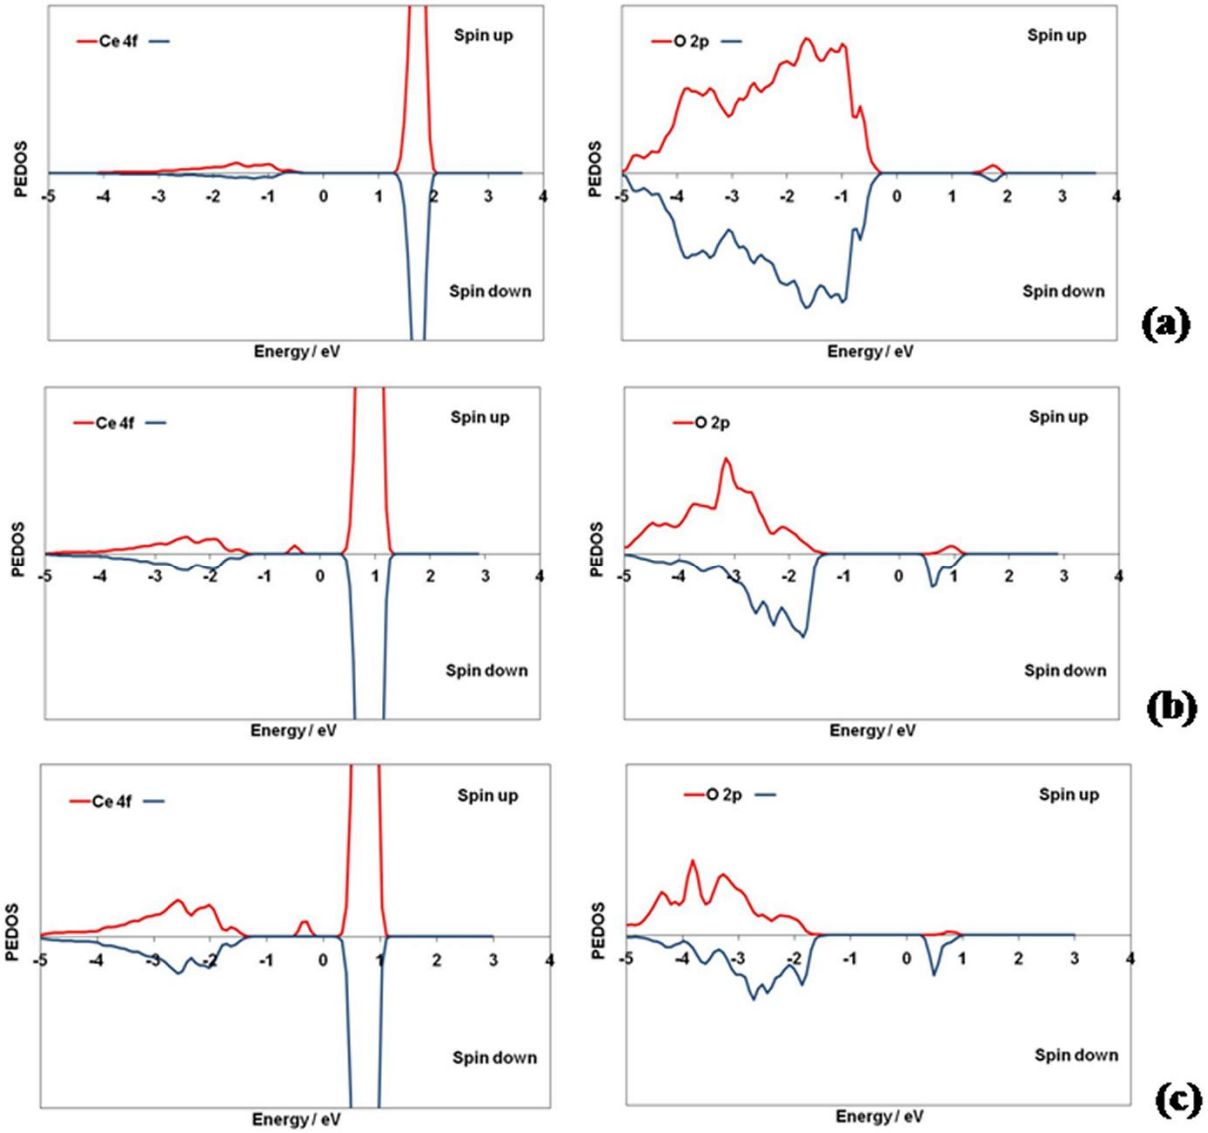 Ce 4f
Spin up
PEDOS
-5 -4 -3 -2 -1 0 1 2 3 4
Spin down
Energy / eV
O 2p
Spin up
PEDOS
-5 -4 -3 -2 -1 0 1 2 3 4
Spin down
Energy / eV
(a)
Ce 4f
Spin up
PEDOS
-5 -4 -3 -2 -1 0 1 2 3 4
Spin down
Energy / eV
O 2p
Spin up
PEDOS
-5 -4 -3 -2 -1 0 1 2 3 4
Spin down
Energy / eV
(b)
Ce 4f
Spin up
PEDOS
-5 -4 -3 -2 -1 0 1 2 3 4
Spin down
Energy / eV
O 2p
Spin up
PEDOS
-5 -4 -3 -2 -1 0 1 2 3 4
Spin down
Energy / eV
(c)